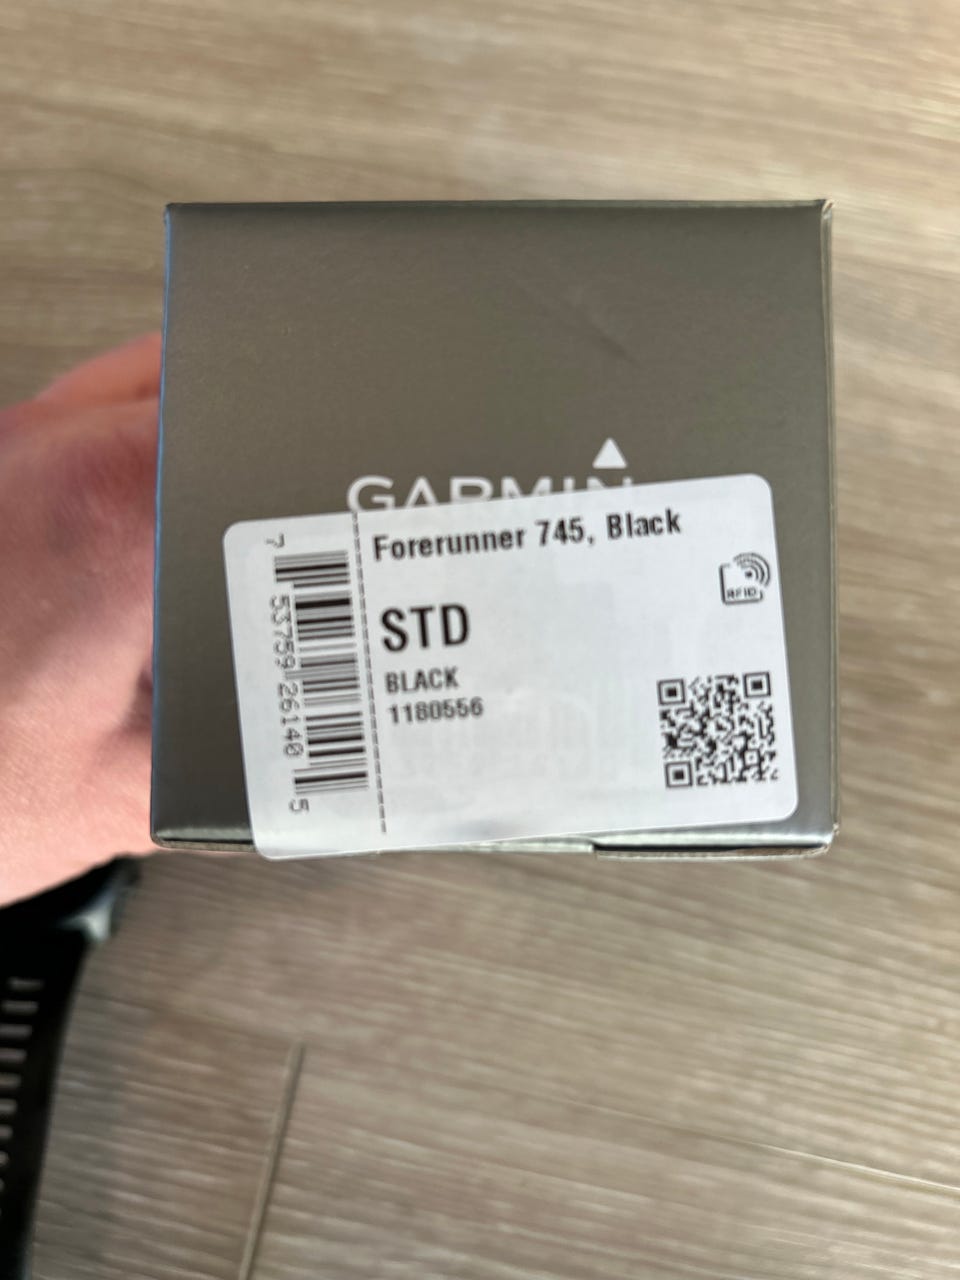 GARMIN
Forerunner 745, Black
RFID
STD
BLACK
1180556
7 53759 26140 5